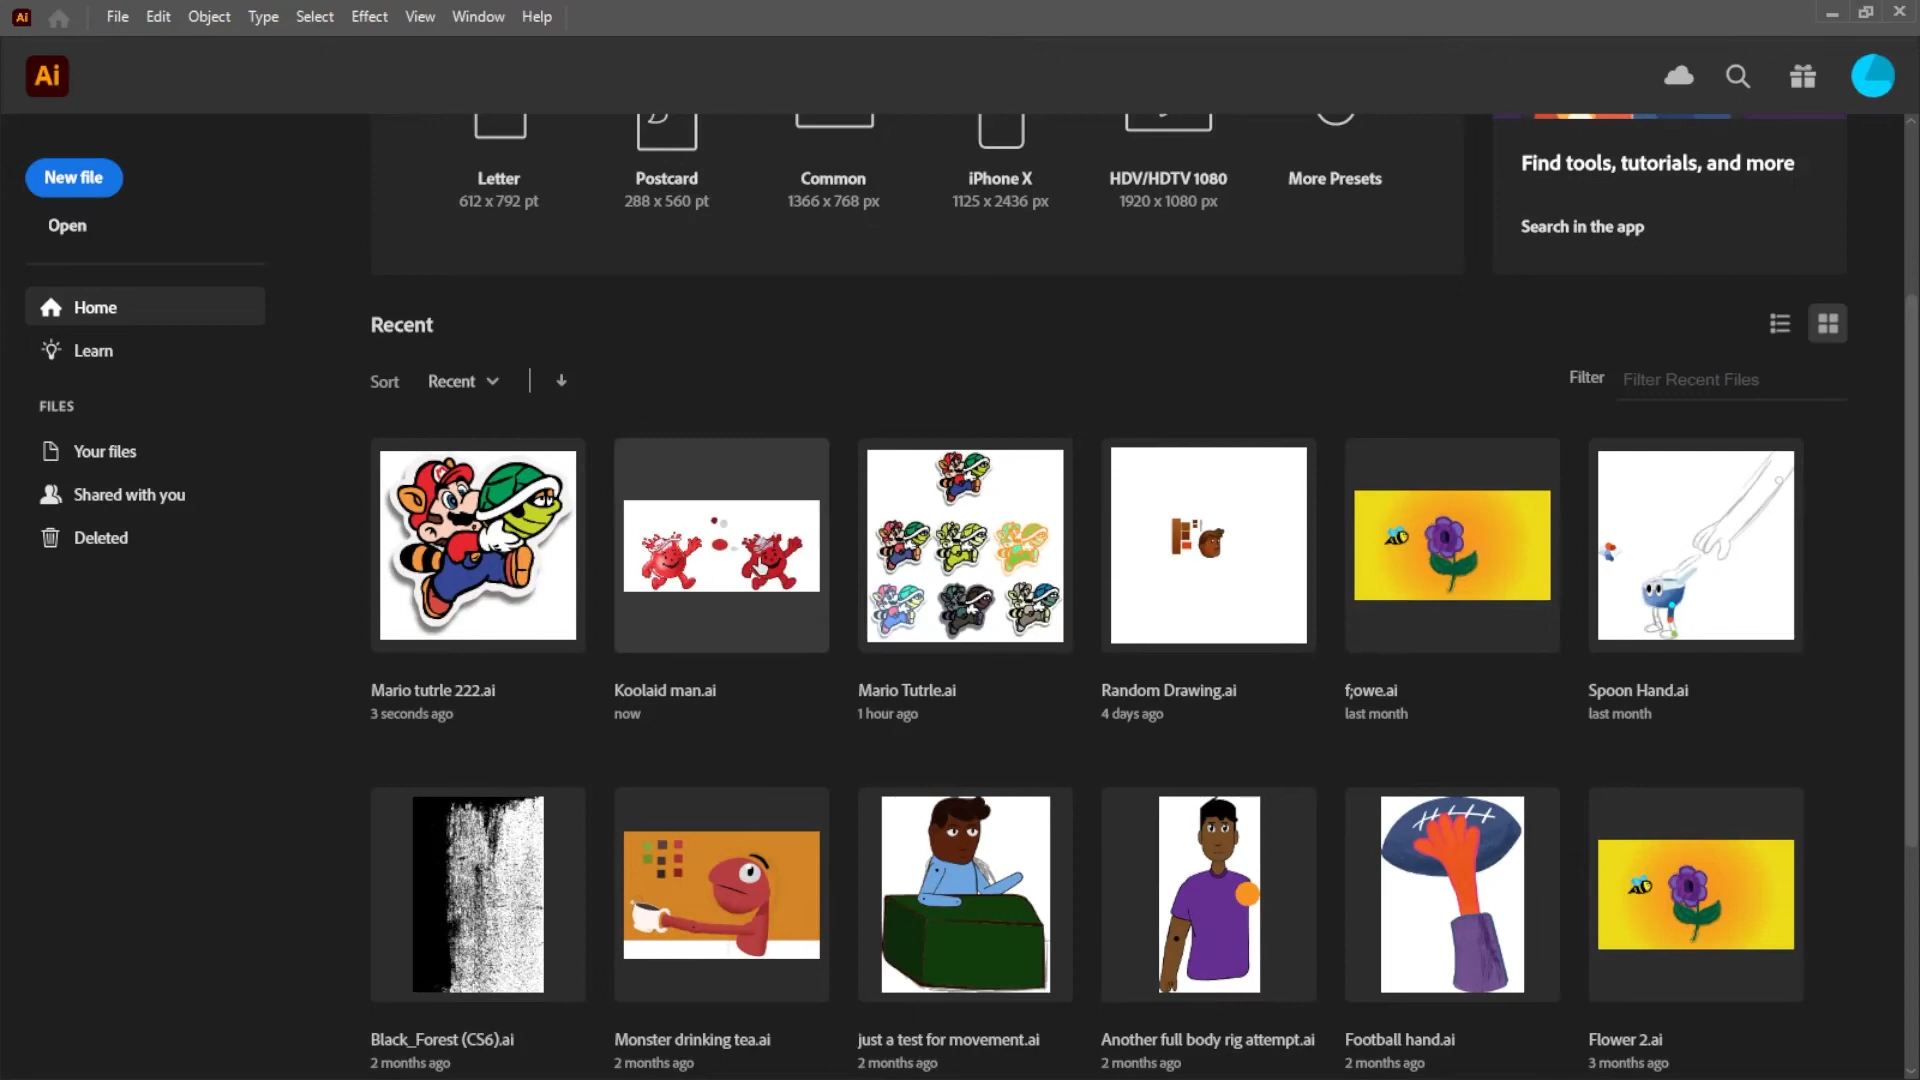 Ai File Edit Object Type Select Effect View Window Help
Ai
New file
Open
Home
Learn
FILES
Your files
Shared with you
Deleted
Letter
612 x 792 pt
Postcard
288 x 560 pt
Common
1366 x 768 px
iPhone X
1125 x 2436 px
HDV/HDTV 1080
1920 x 1080 px
More Presets
Find tools, tutorials, and more
Search in the app
Recent
Sort Recent
Filter Filter Recent Files
Mario tutrle 222.ai
3 seconds ago
Koolaid man.ai
now
Mario Tutrle.ai
1 hour ago
Random Drawing.ai
4 days ago
f;owe.ai
last month
Spoon Hand.ai
last month
Black_Forest (CS6).ai
2 months ago
Monster drinking tea.ai
2 months ago
just a test for movement.ai
2 months ago
Another full body rig attempt.ai
2 months ago
Football hand.ai
2 months ago
Flower 2.ai
3 months ago